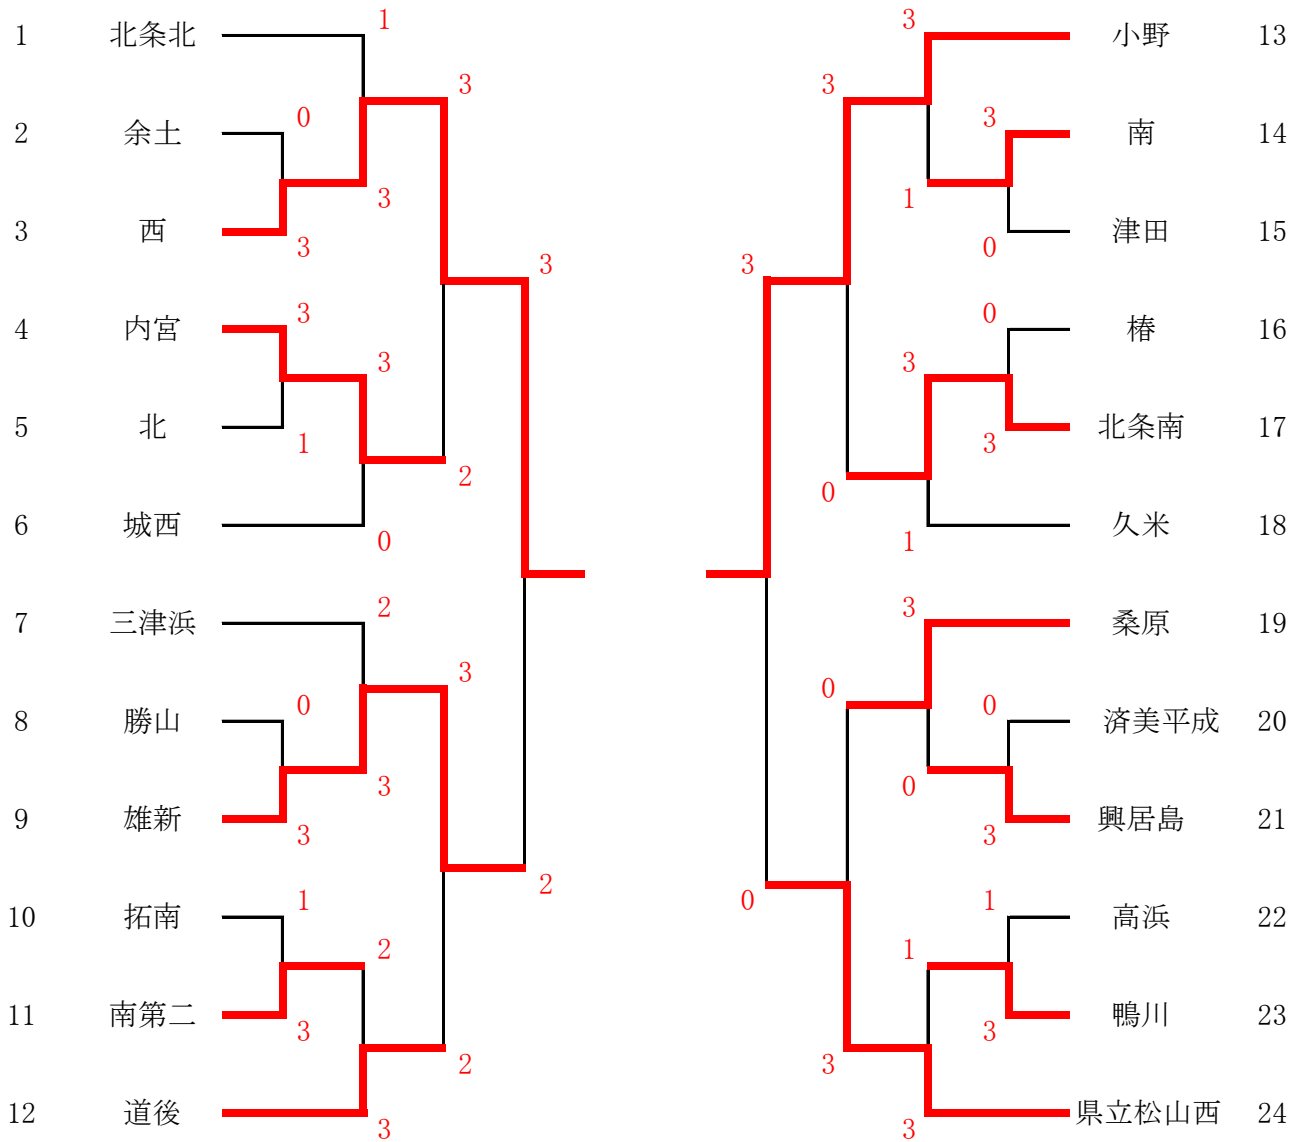 1 北条北 1 3 小野 13
3 3
2 余土 0 3 南 14
3 1
3 西 3 0 津田 15
3 3
4 内宮 3 0 椿 16
3 3
5 北 1 3 北条南 17
2 0
6 城西 0 1 久米 18
7 三津浜 2 3 桑原 19
3 0
8 勝山 0 0 済美平成 20
3 0
9 雄新 3 3 興居島 21
2 0
10 拓南 1 1 高浜 22
2 1
11 南第二 3 3 鴨川 23
2 3
12 道後 3 3 県立松山西 24